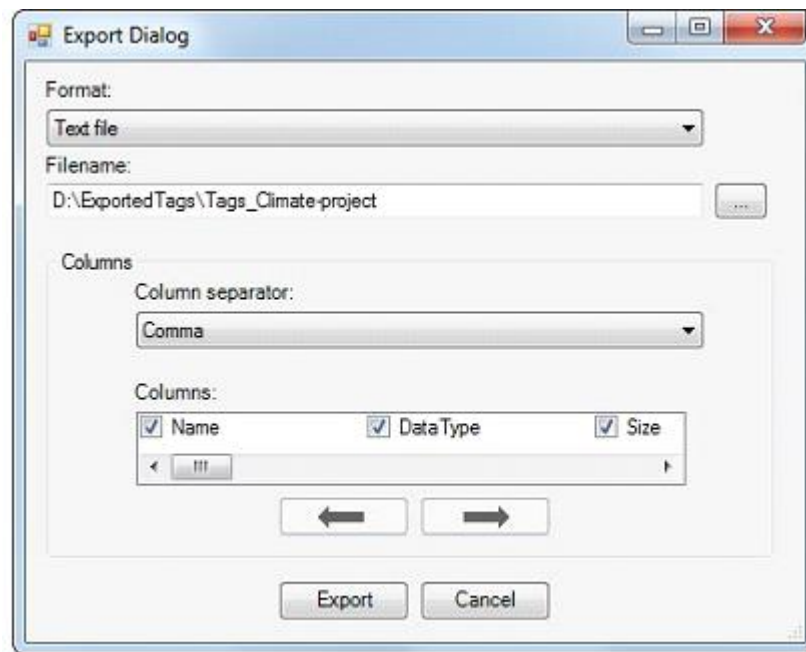 Export Dialog
Format:
Text file
Filename:
D:\ExportedTags\Tags_Climate-project
...
Columns
Column separator:
Comma
Columns:
Name DataType Size
Export Cancel